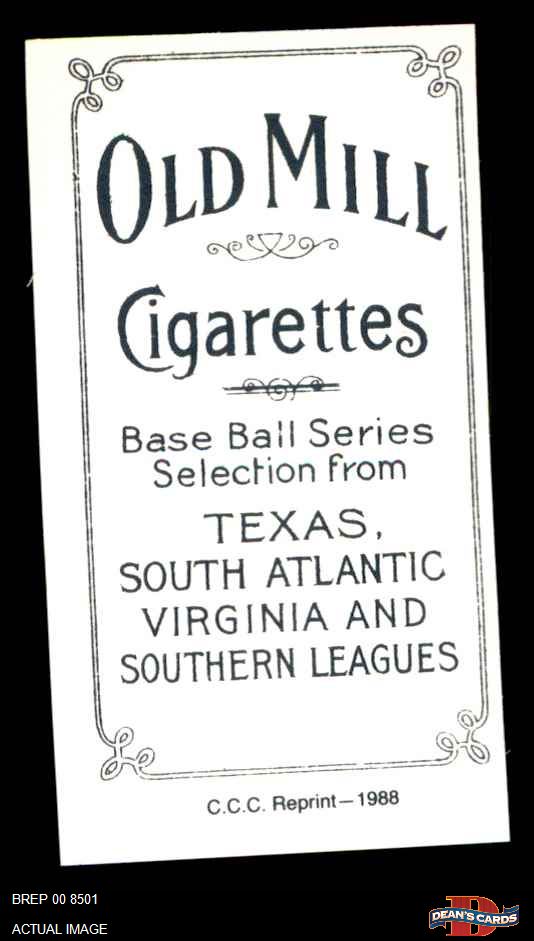 OLD MILL
Cigarettes
Base Ball Series
Selection from
TEXAS,
SOUTH ATLANTIC
VIRGINIA AND
SOUTHERN LEAGUES
C.C.C. Reprint—1988
BREP 00 8501
ACTUAL IMAGE
D
DEAN'S CARDS